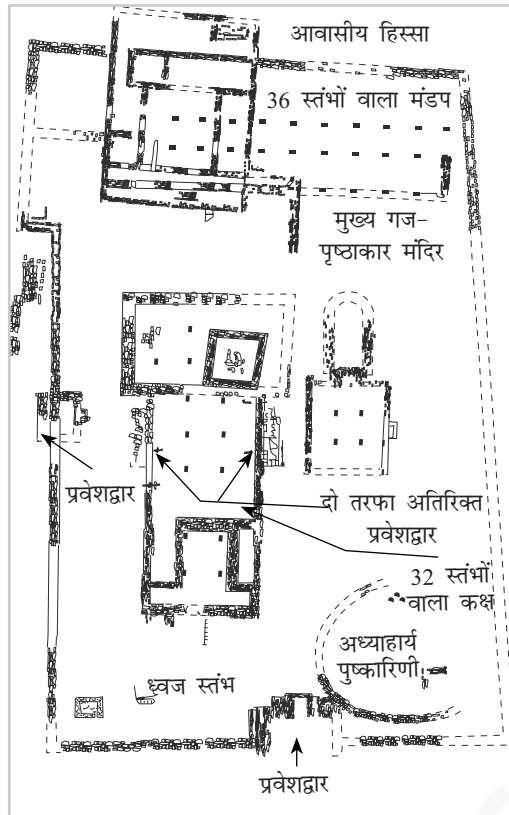 आवासीय हिस्सा
36 स्तंभों वाला मंडप
मुख्य गज-
पृष्ठाकार मंदिर
प्रवेशद्वार
दो तरफा अतिरिक्त
प्रवेशद्वार
32 स्तंभों
वाला कक्ष
अध्याहार्य
पुष्कारिणी
ध्वज स्तंभ
प्रवेशद्वार